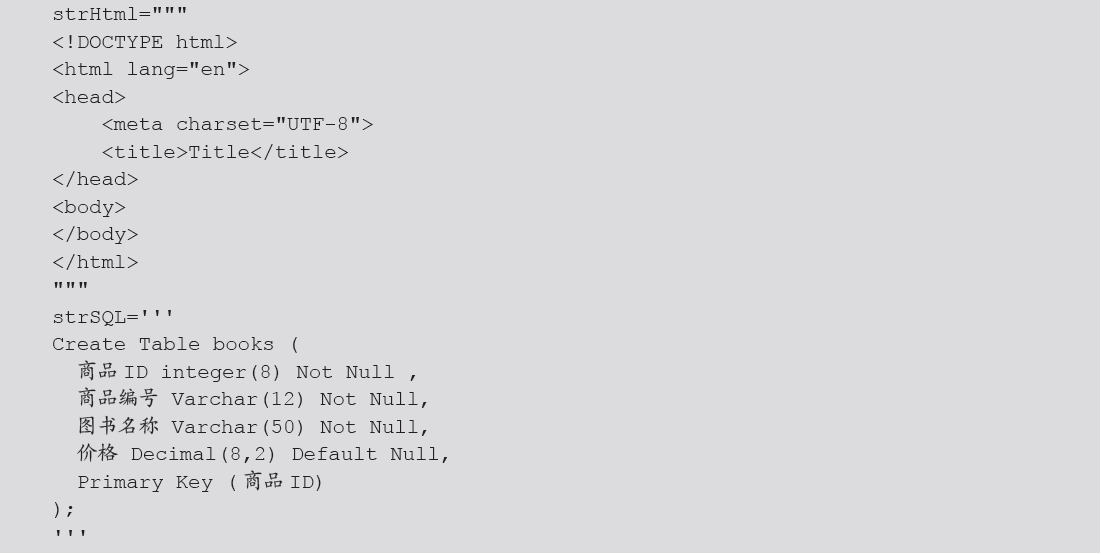 strHtml="""
<!DOCTYPE html>
<html lang="en">
<head>
    <meta charset="UTF-8">
    <title>Title</title>
</head>
<body>
</body>
</html>
"""
strSQL='''
Create Table books (
  商品ID integer(8) Not Null ,
  商品编号 Varchar(12) Not Null,
  图书名称 Varchar(50) Not Null,
  价格 Decimal(8,2) Default Null,
  Primary Key (商品ID)
);
'''